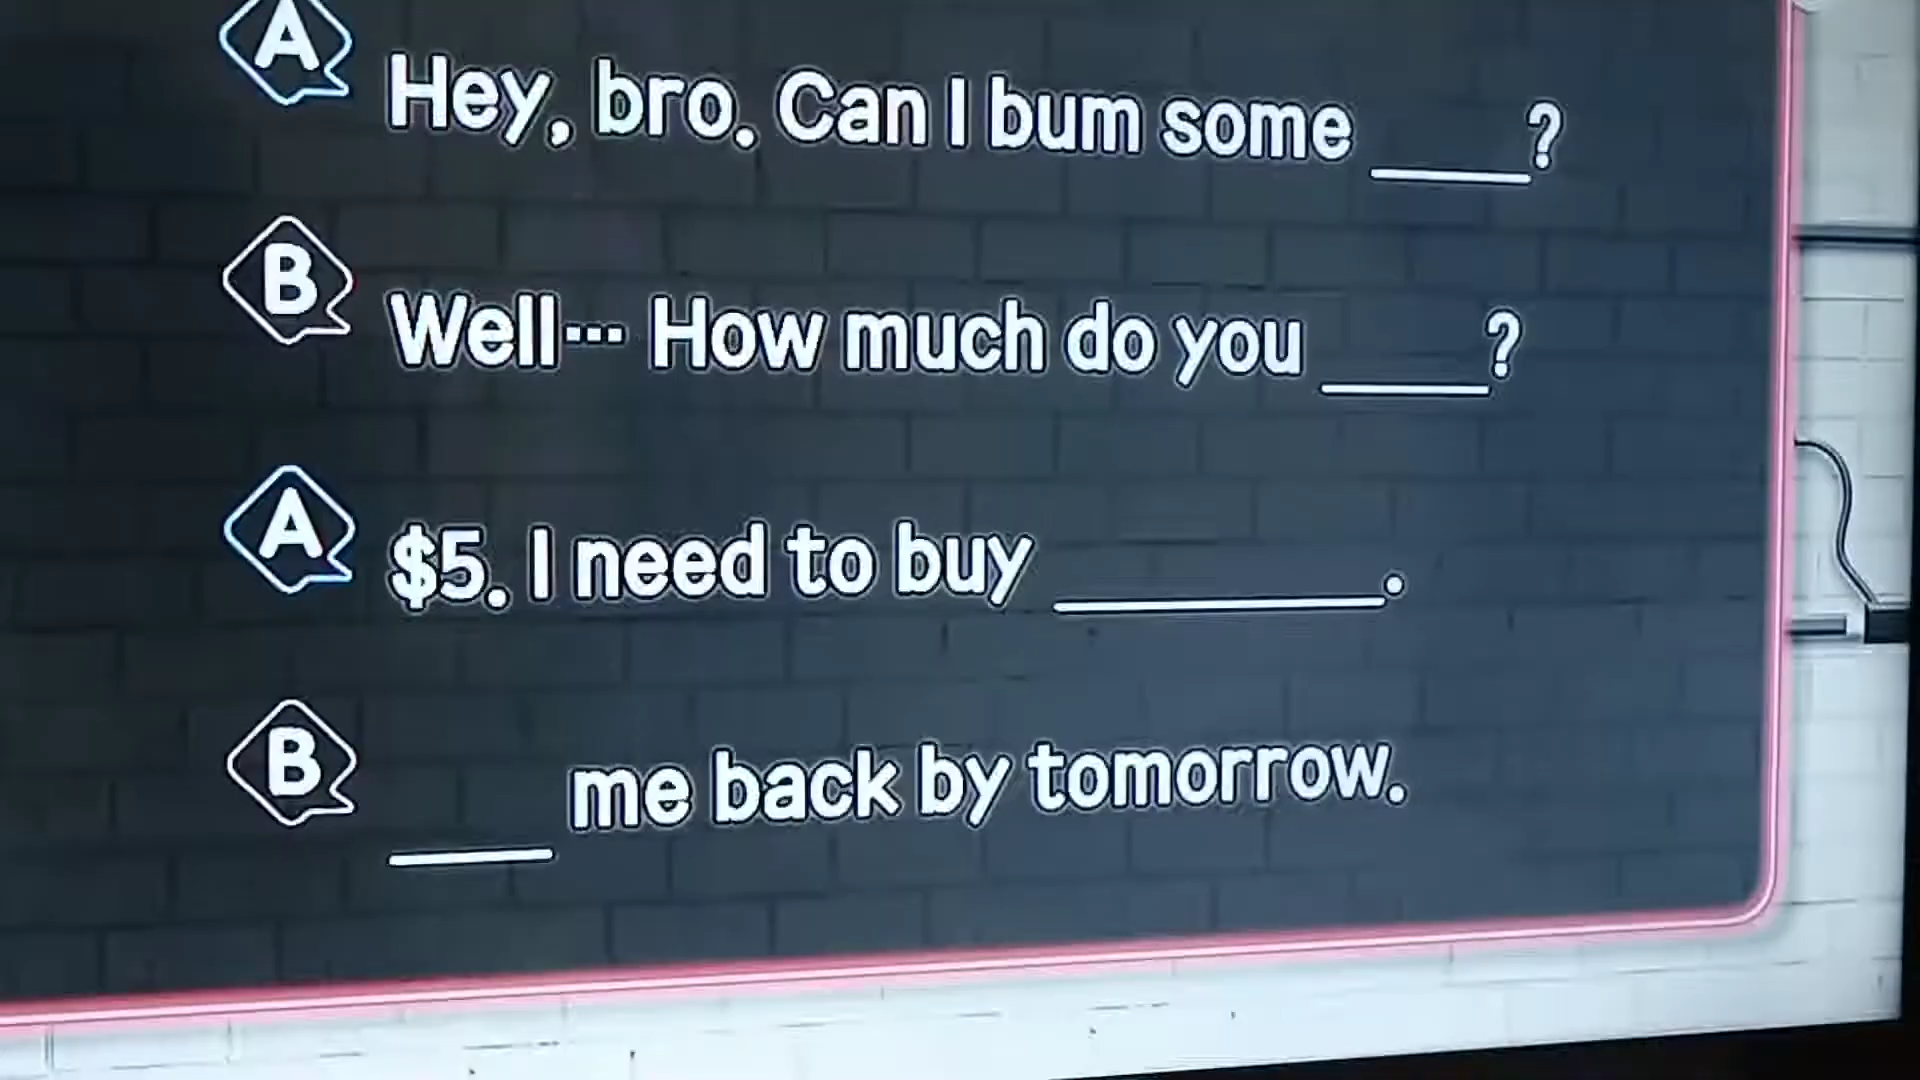 A Hey, bro. Can I bum some ____?
B Well… How much do you ____?
A $5. I need to buy ________.
B ____ me back by tomorrow.